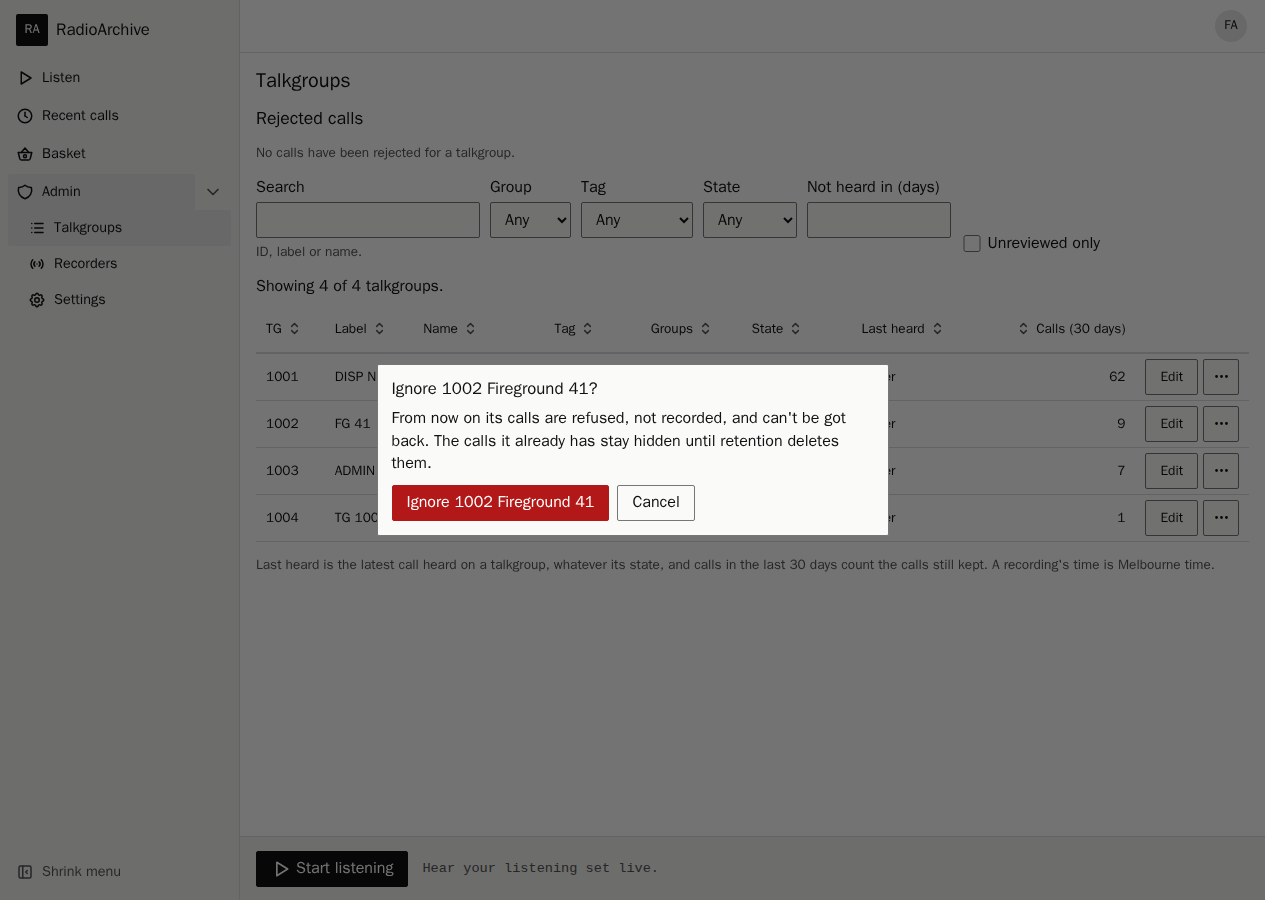 RA RadioArchive
FA
Listen
Recent calls
Basket
Admin
Talkgroups
Recorders
Settings
Talkgroups
Rejected calls
No calls have been rejected for a talkgroup.
Search Group Tag State Not heard in (days)
Any Any Any
Unreviewed only
ID, label or name.
Showing 4 of 4 talkgroups.
TG Label Name Tag Groups State Last heard Calls (30 days)
1001 DISP N 62 Edit
1002 FG 41 9 Edit
1003 ADMIN 7 Edit
1004 TG 100 1 Edit
Ignore 1002 Fireground 41?
From now on its calls are refused, not recorded, and can't be got
back. The calls it already has stay hidden until retention deletes
them.
Ignore 1002 Fireground 41 Cancel
Last heard is the latest call heard on a talkgroup, whatever its state, and calls in the last 30 days count the calls still kept. A recording's time is Melbourne time.
Shrink menu
Start listening Hear your listening set live.